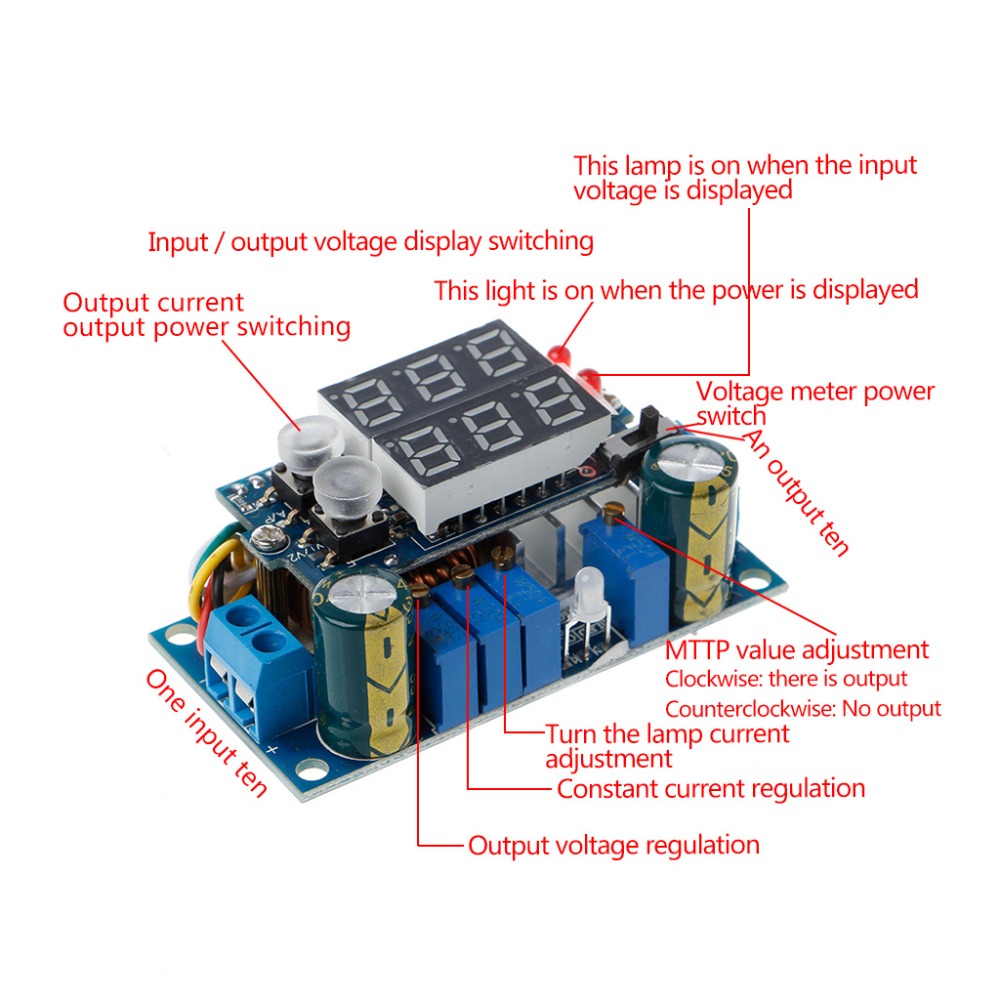 This lamp is on when the input
voltage is displayed
Input / output voltage display switching
This light is on when the power is displayed
Output current
output power switching
Voltage meter power
switch
An output ten
A/P
V1/V2
MTTP value adjustment
Clockwise: there is output
Counterclockwise: No output
One input ten
+
Turn the lamp current
adjustment
Constant current regulation
Output voltage regulation